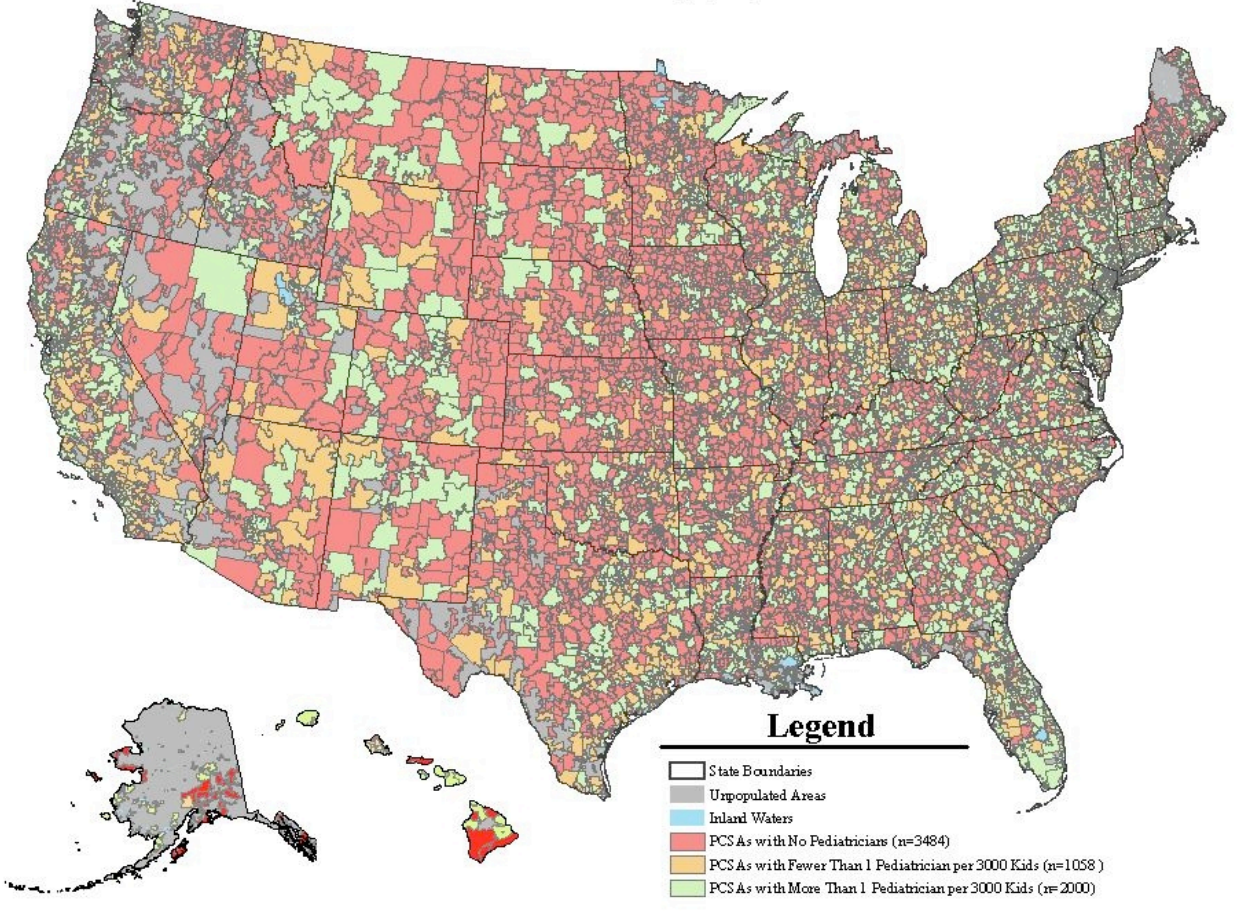 Legend
State Boundaries
Unpopulated Areas
Inland Waters
PCSAs with No Pediatricians (n=3484)
PCSAs with Fewer Than 1 Pediatrician per 3000 Kids (n=1058 )
PCSAs with More Than 1 Pediatrician per 3000 Kids (n=2000)